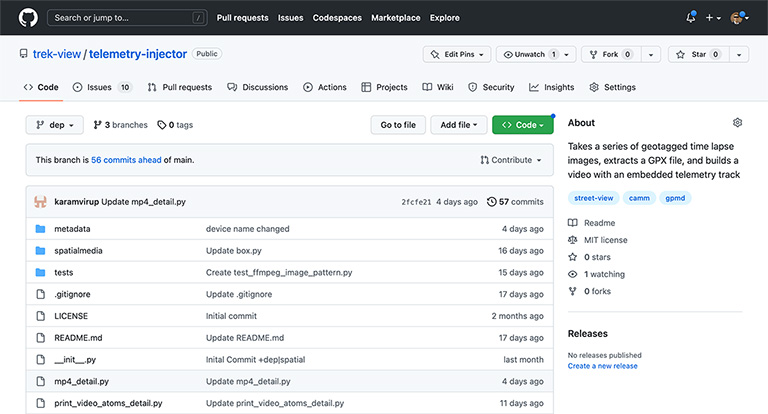 Search or jump to... / Pull requests Issues Codespaces Marketplace Explore
trek-view / telemetry-injector Public Edit Pins Unwatch 1 Fork 0 Star 0
Code Issues 10 Pull requests Discussions Actions Projects Wiki Security Insights Settings
dep 3 branches 0 tags Go to file Add file Code
This branch is 56 commits ahead of main. Contribute
karamvirup Update mp4_detail.py 2fcfe21 4 days ago 57 commits
metadata device name changed 4 days ago
spatialmedia Update box.py 16 days ago
tests Create test_ffmpeg_image_pattern.py 15 days ago
.gitignore Update .gitignore 17 days ago
LICENSE Initial commit 2 months ago
README.md Update README.md 17 days ago
__init__.py Inital Commit +dep|spatial last month
mp4_detail.py Update mp4_detail.py 4 days ago
print_video_atoms_detail.py Update print_video_atoms_detail.py 11 days ago
About
Takes a series of geotagged time lapse
images, extracts a GPX file, and builds a
video with an embedded telemetry track
street-view camm gpmd
Readme
MIT license
0 stars
1 watching
0 forks
Releases
No releases published
Create a new release